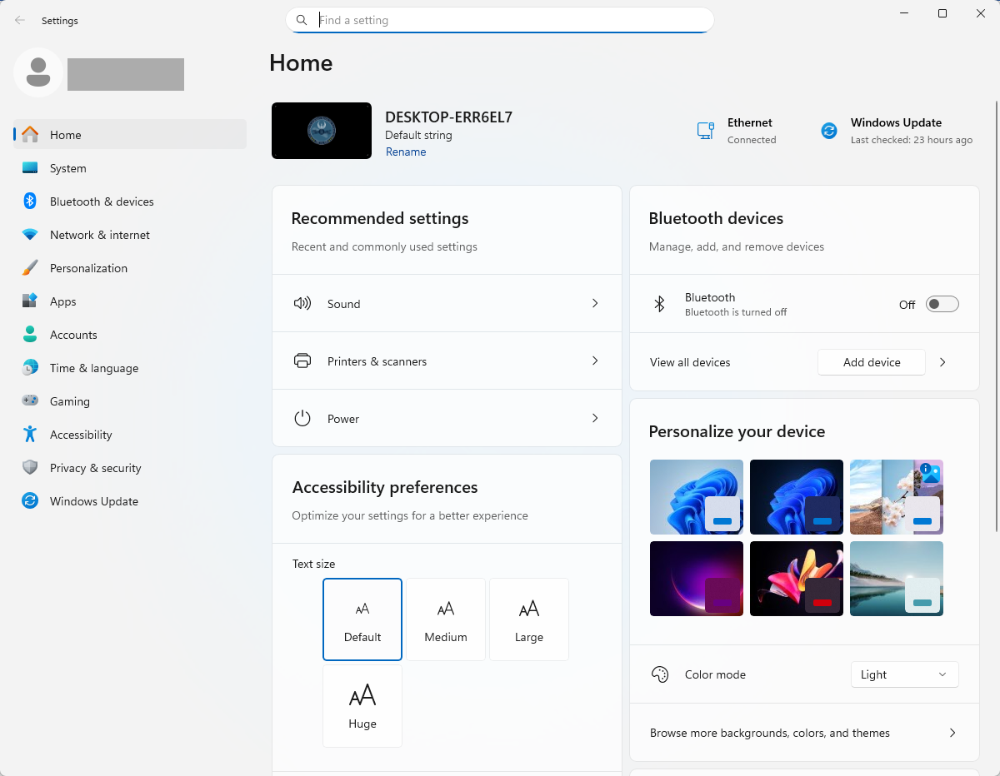 Settings
Find a setting
Home
System
Bluetooth & devices
Network & internet
Personalization
Apps
Accounts
Time & language
Gaming
Accessibility
Privacy & security
Windows Update
Home
DESKTOP-ERR6EL7
Default string
Rename
Ethernet
Connected
Windows Update
Last checked: 23 hours ago
Recommended settings
Recent and commonly used settings
Sound
Printers & scanners
Power
Accessibility preferences
Optimize your settings for a better experience
Text size
Default
Medium
Large
Huge
Bluetooth devices
Manage, add, and remove devices
Bluetooth
Bluetooth is turned off
Off
View all devices
Add device
Personalize your device
Color mode
Light
Browse more backgrounds, colors, and themes